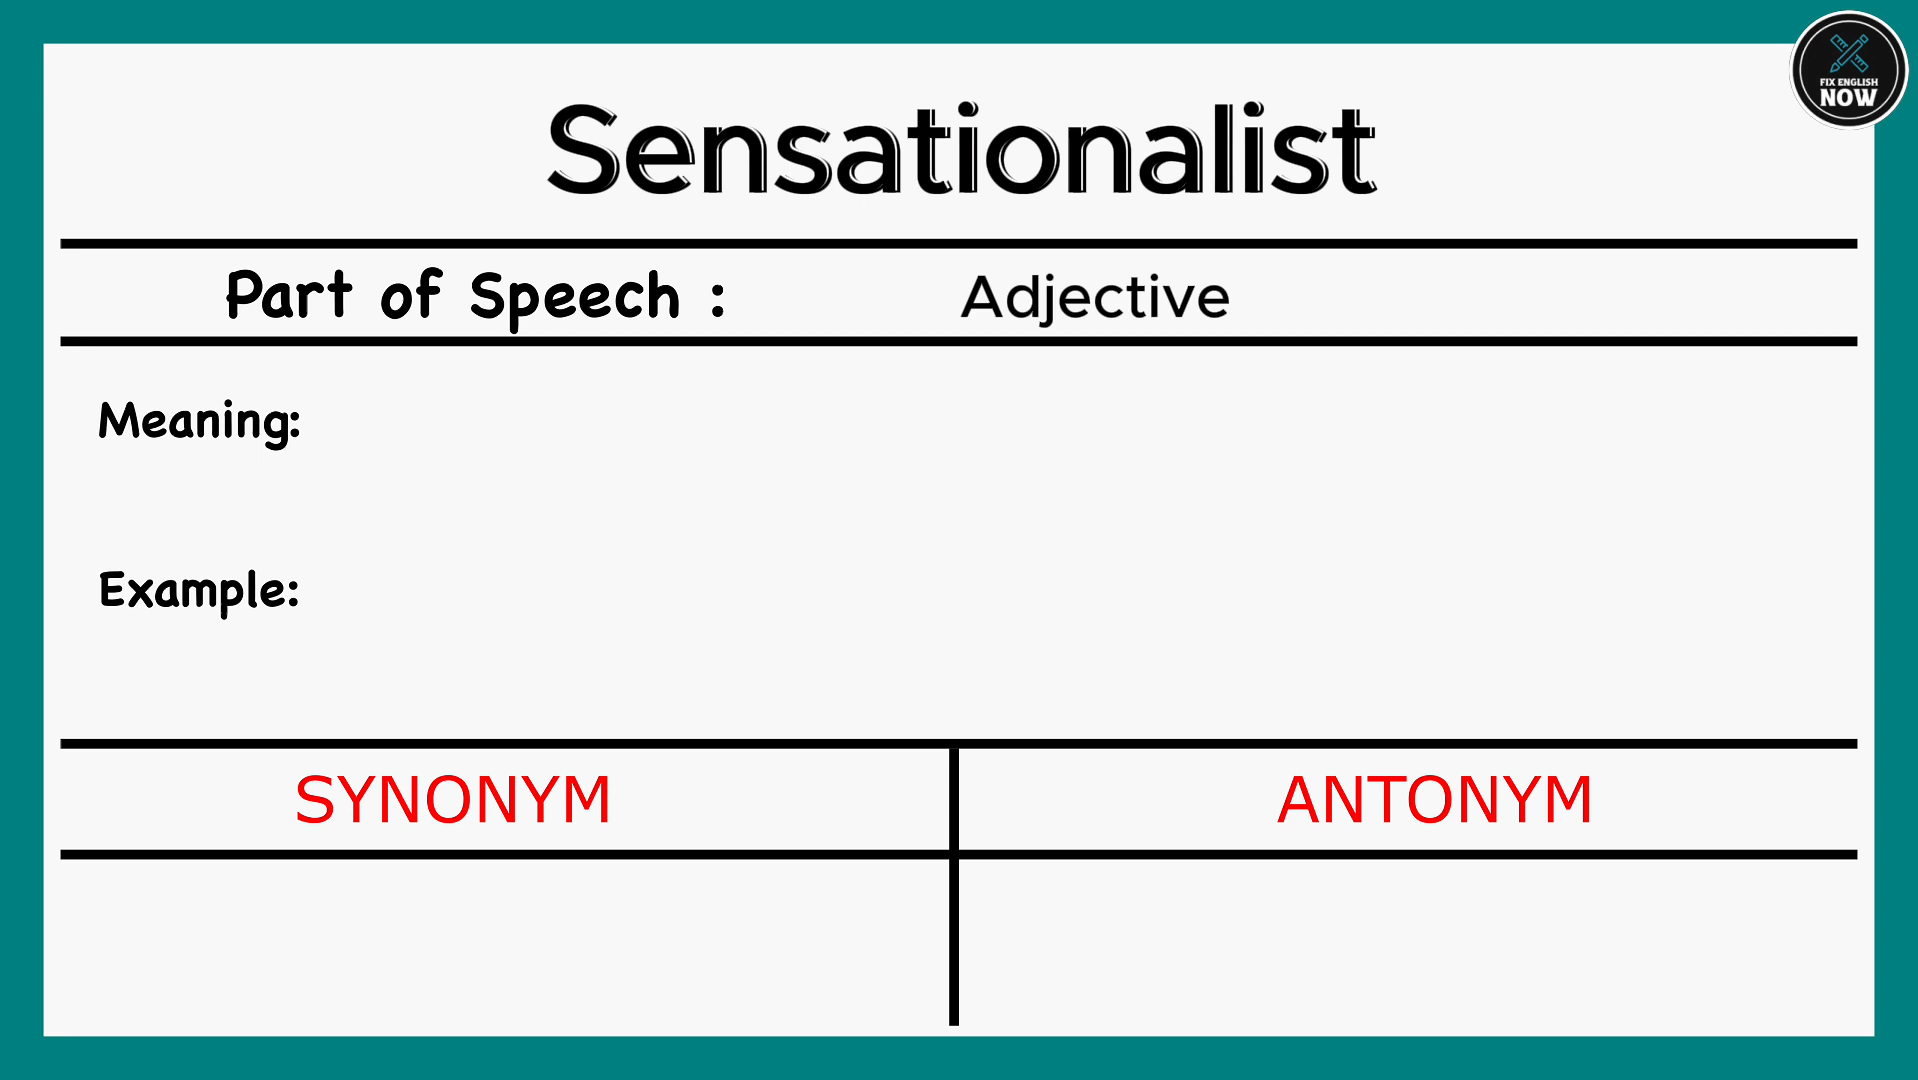 Sensationalist
FIX ENGLISH
NOW
Part of Speech : Adjective
Meaning:
Example:
SYNONYM
ANTONYM